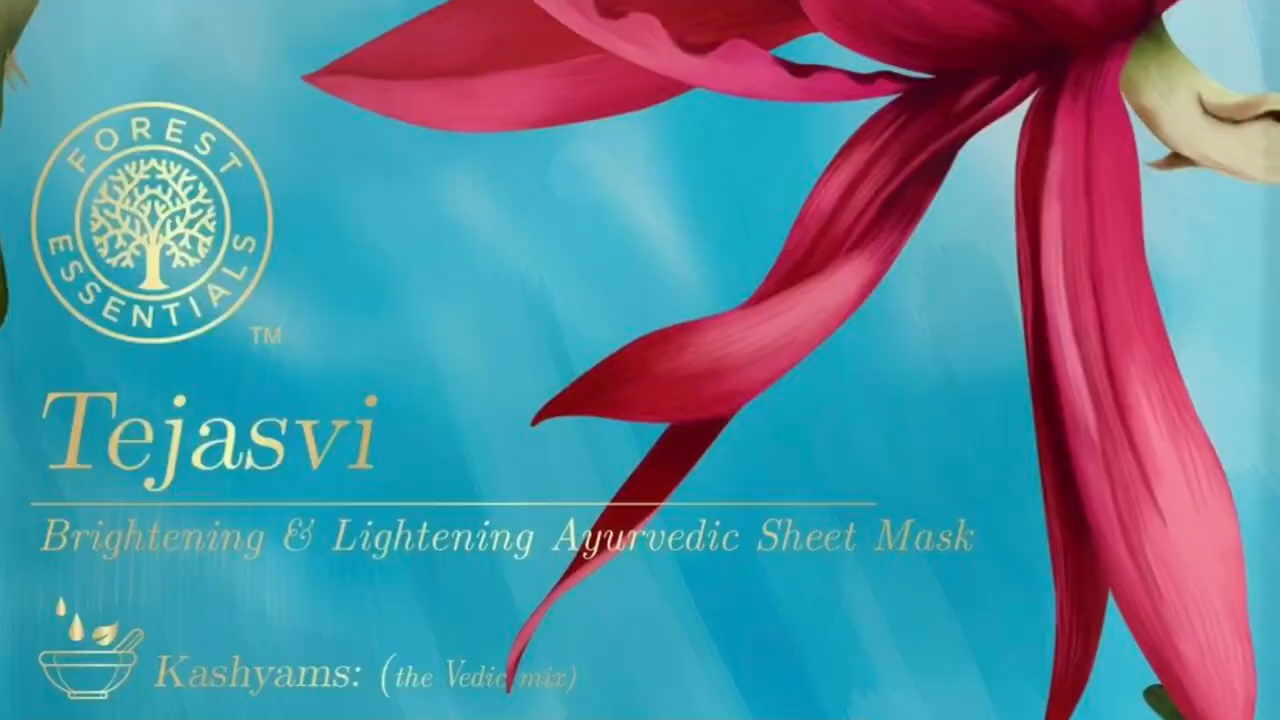 FOREST
ESSENTIALS
TM
Tejasvi
Brightening & Lightening Ayurvedic Sheet Mask
Kashyams: (the Vedic mix)